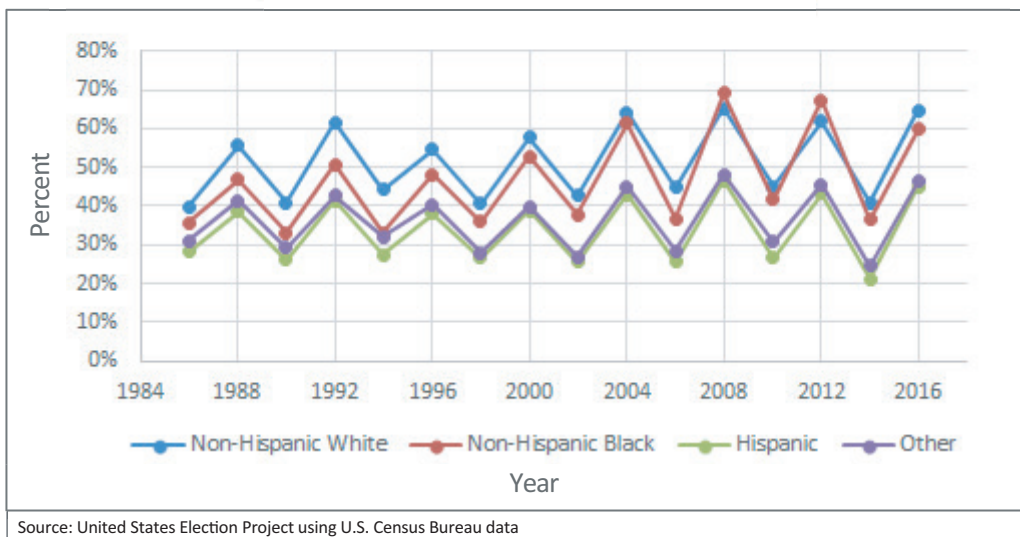 80%
70%
60%
50%
40%
30%
20%
10%
0%
Percent
1984 1988 1992 1996 2000 2004 2008 2012 2016
Non-Hispanic White Non-Hispanic Black Hispanic Other
Year
Source: United States Election Project using U.S. Census Bureau data